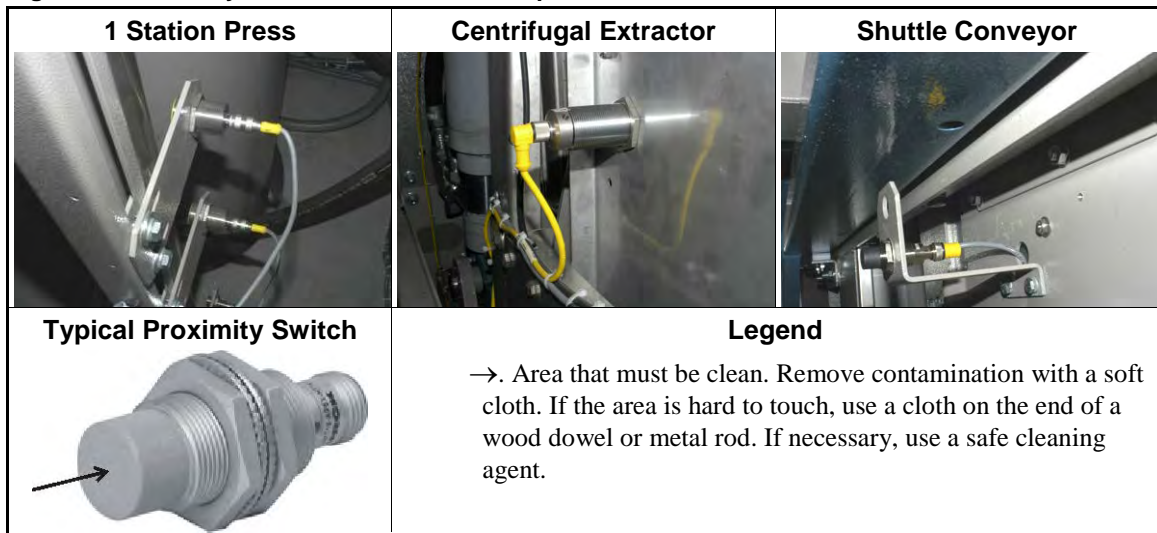 1 Station Press
Centrifugal Extractor
Shuttle Conveyor
Typical Proximity Switch
Legend
→. Area that must be clean. Remove contamination with a soft
cloth. If the area is hard to touch, use a cloth on the end of a
wood dowel or metal rod. If necessary, use a safe cleaning
agent.